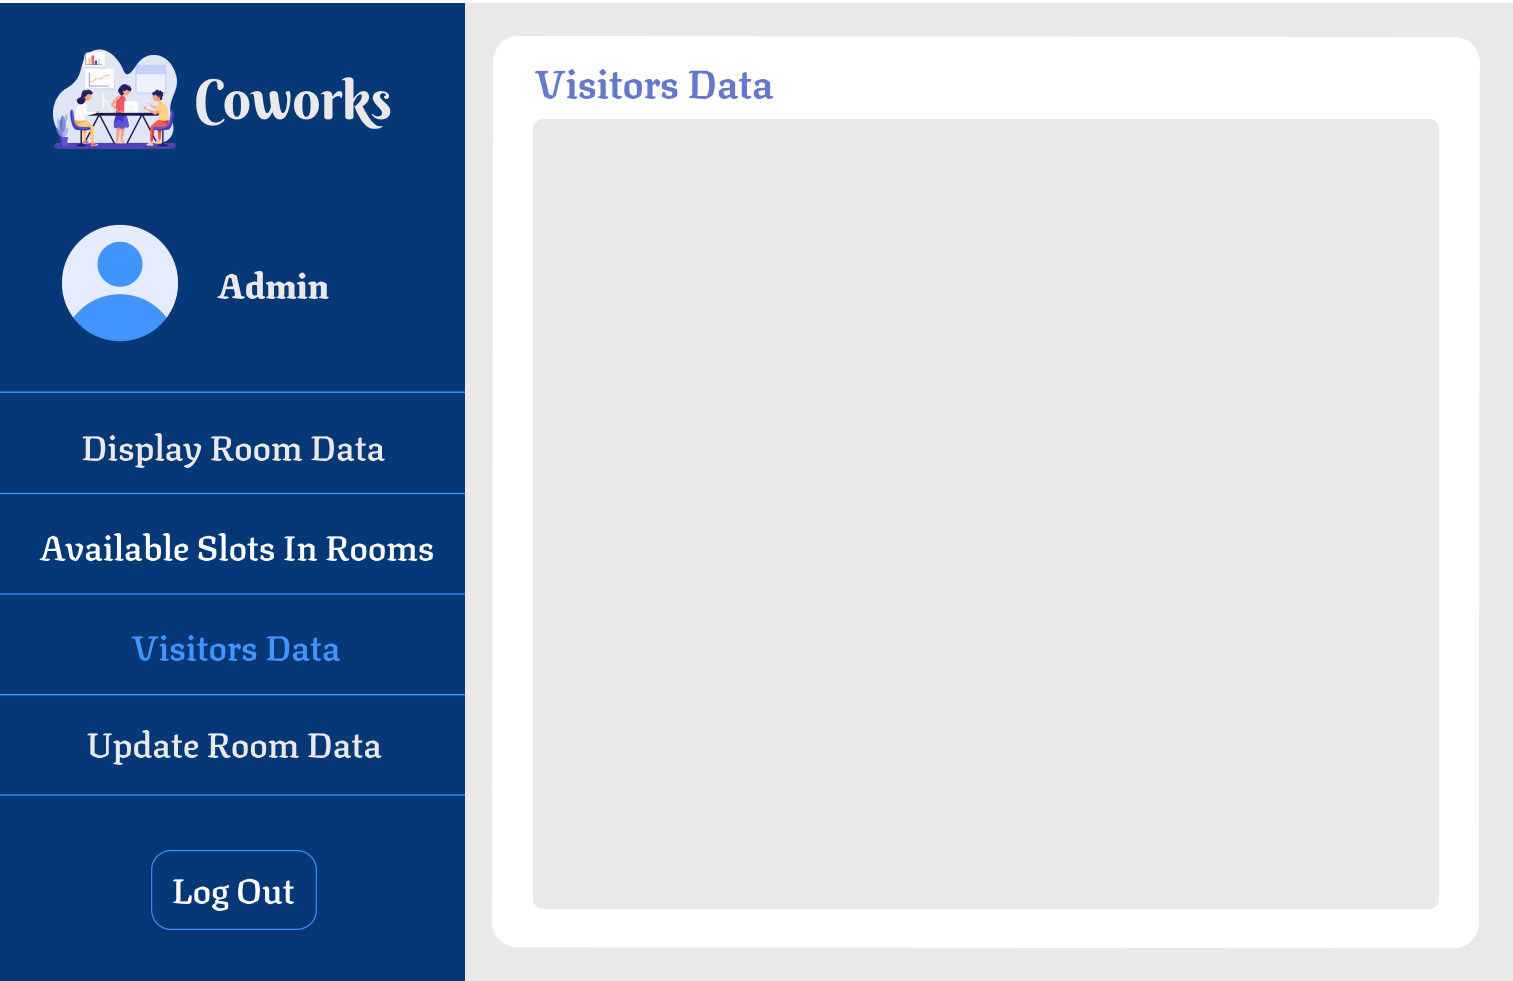 Coworks
Admin
Display Room Data
Available Slots In Rooms
Visitors Data
Update Room Data
Log Out
Visitors Data